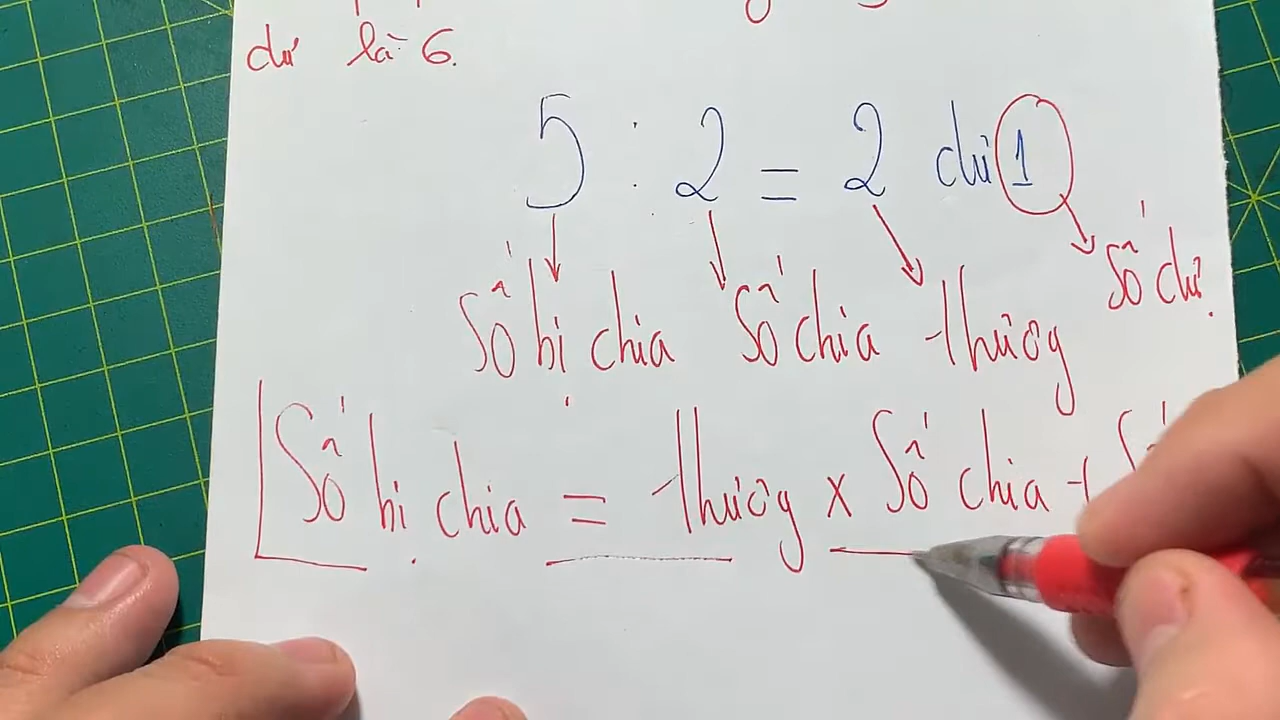 dư là 6.
5 : 2 = 2 dư 1
Số bị chia Số chia thương Số dư
Số bị chia = thương x Số chia +